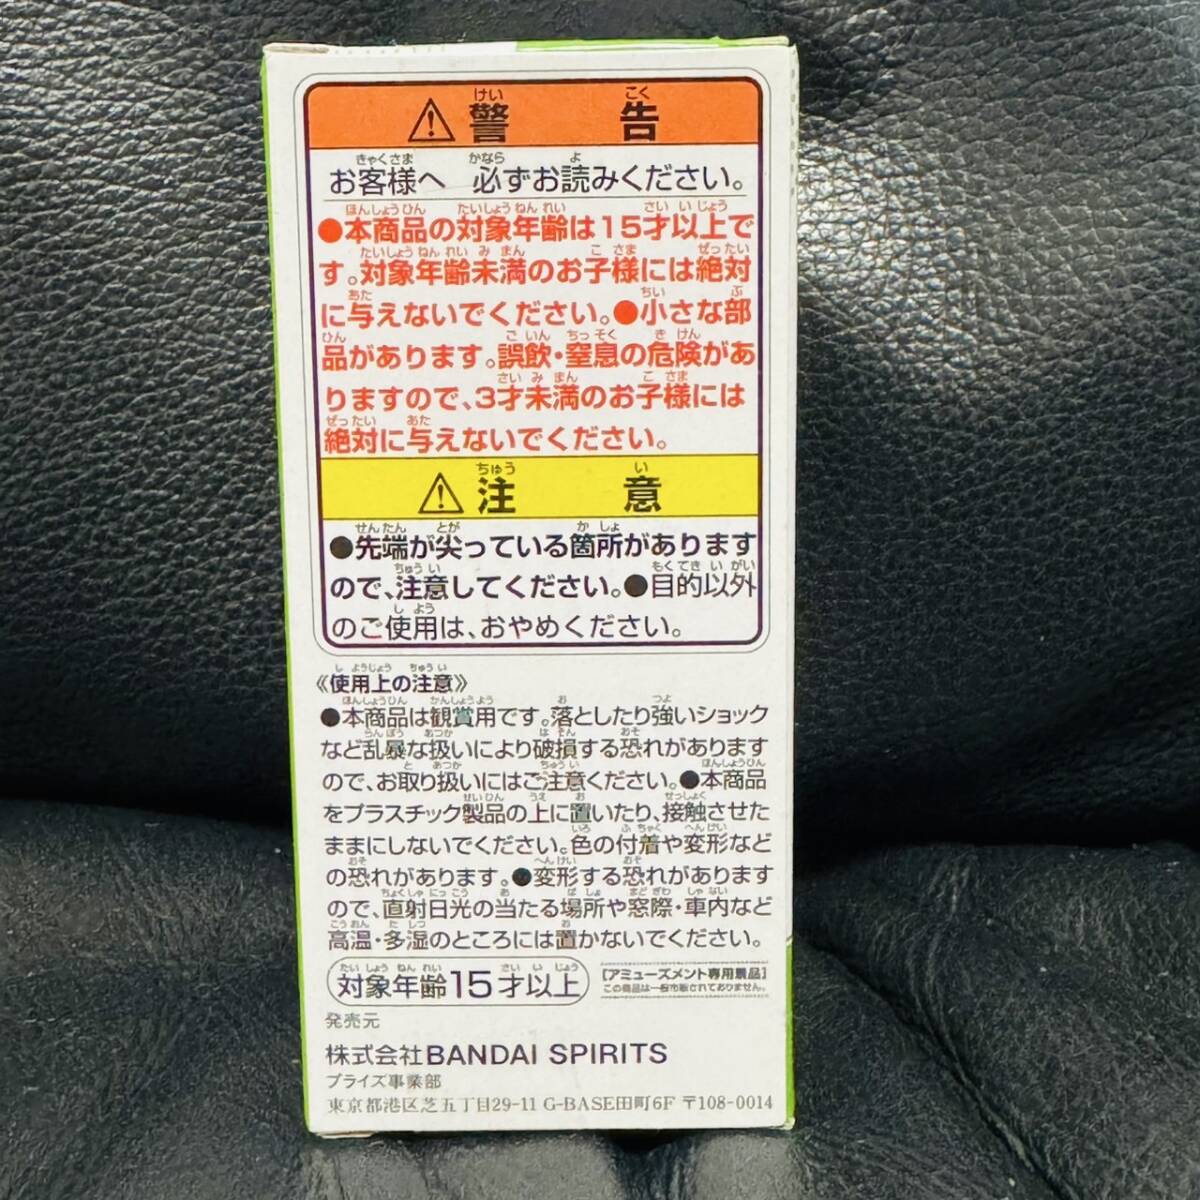 ⚠警告
お客様へ 必ずお読みください。
●本商品の対象年齢は15才以上で
す。対象年齢未満のお子様には絶対
に与えないでください。●小さな部
品があります。誤飲・窒息の危険があ
りますので、3才未満のお子様には
絶対に与えないでください。
⚠注意
●先端が尖っている箇所があります
ので、注意してください。●目的以外
のご使用は、おやめください。
《使用上の注意》
●本商品は観賞用です。落としたり強いショック
など乱暴な扱いにより破損する恐れがあります
ので、お取り扱いにはご注意ください。●本商品
をプラスチック製品の上に置いたり、接触させた
ままにしないでください。色の付着や変形など
の恐れがあります。●変形する恐れがあります
ので、直射日光の当たる場所や窓際・車内など
高温・多湿のところには置かないでください。
対象年齢15才以上
[アミューズメント専用景品]
この商品は一般市販されておりません。
発売元
株式会社BANDAI SPIRITS
プライズ事業部
東京都港区芝五丁目29-11 G-BASE田町6F 〒108-0014